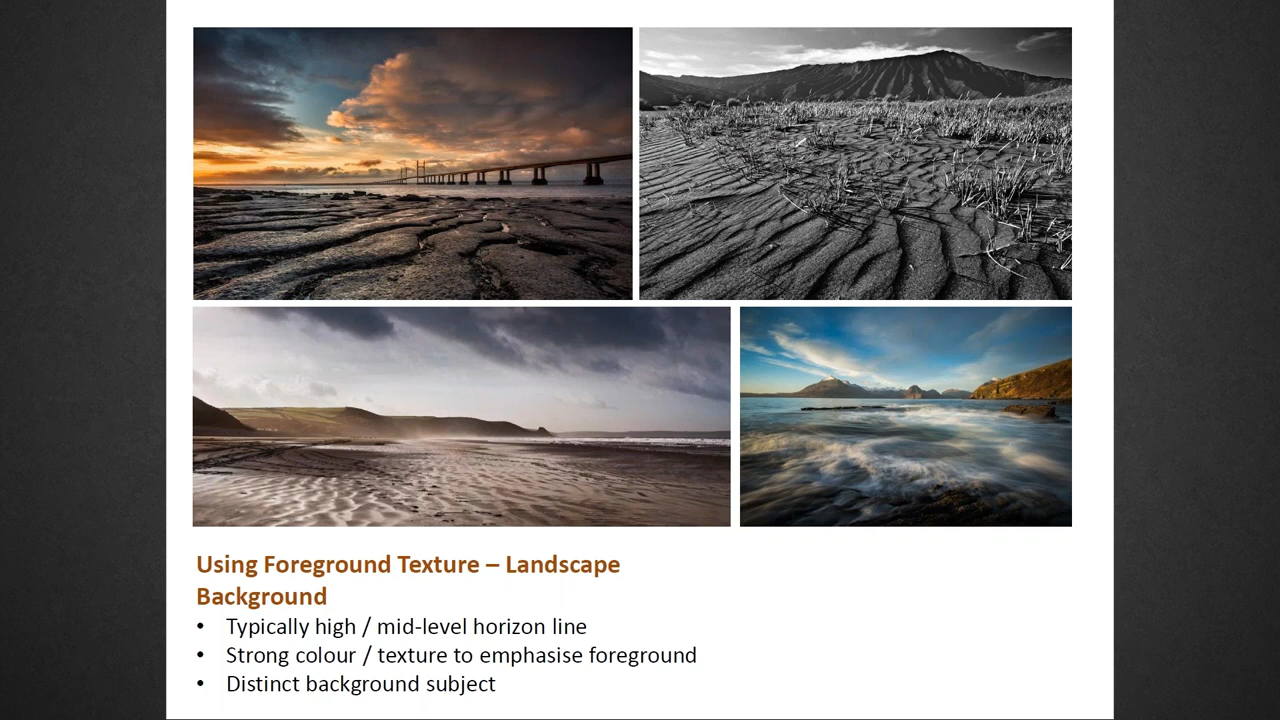 Using Foreground Texture – Landscape
Background
• Typically high / mid-level horizon line
• Strong colour / texture to emphasise foreground
• Distinct background subject